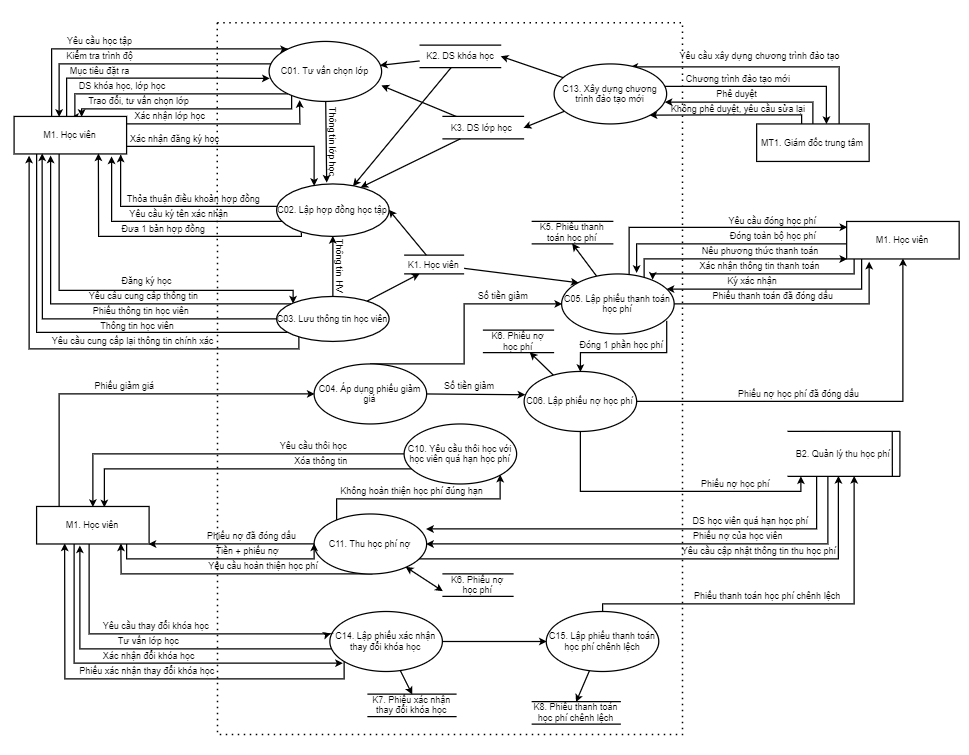 Yêu cầu học tập
Kiểm tra trình độ
Mục tiêu đặt ra
DS khóa học, lớp học
Trao đổi, tư vấn chọn lớp
Xác nhận lớp học
M1. Học viên
Xác nhận đăng ký học
C01. Tư vấn chọn lớp
K2. DS khóa học
K3. DS lớp học
C13. Xây dựng chương
trình đào tạo mới
Yêu cầu xây dựng chương trình đào tạo
Chương trình đào tạo mới
Phê duyệt
Không phê duyệt, yêu cầu sửa lại
MT1. Giám đốc trung tâm
Thông tin lớp học
C02. Lập hợp đồng học tập
Thỏa thuận điều khoản hợp đồng
Yêu cầu ký tên xác nhận
Đưa 1 bản hợp đồng
Thông tin HV
K1. Học viên
K5. Phiếu thanh
toán học phí
Yêu cầu đóng học phí
Đóng toàn bộ học phí
Nêu phương thức thanh toán
Xác nhận thông tin thanh toán
Ký xác nhận
Phiếu thanh toán đã đóng dấu
M1. Học viên
Đăng ký học
Yêu cầu cung cấp thông tin
Phiếu thông tin học viên
Thông tin học viên
Yêu cầu cung cấp lại thông tin chính xác
C03. Lưu thông tin học viên
Số tiền giảm
C05. Lập phiếu thanh toán
học phí
K6. Phiếu nợ
học phí
Đóng 1 phần học phí
Phiếu giảm giá
C04. Áp dụng phiếu giảm
giá
Số tiền giảm
C06. Lập phiếu nợ học phí
Phiếu nợ học phí đã đóng dấu
Yêu cầu thôi học
Xóa thông tin
C10. Yêu cầu thôi học với
học viên quá hạn học phí
B2. Quản lý thu học phí
Phiếu nợ học phí
Không hoàn thiện học phí đúng hạn
M1. Học viên
Phiếu nợ đã đóng dấu
Tiền + phiếu nợ
Yêu cầu hoàn thiện học phí
C11. Thu học phí nợ
DS học viên quá hạn học phí
Phiếu nợ của học viên
Yêu cầu cập nhật thông tin thu học phí
K6. Phiếu nợ
học phí
Phiếu thanh toán học phí chênh lệch
Yêu cầu thay đổi khóa học
Tư vấn lớp học
Xác nhận đổi khóa học
Phiếu xác nhận thay đổi khóa học
C14. Lập phiếu xác nhận
thay đổi khóa học
C15. Lập phiếu thanh toán
học phí chênh lệch
K7. Phiếu xác nhận
thay đổi khóa học
K8. Phiếu thanh toán
học phí chênh lệch